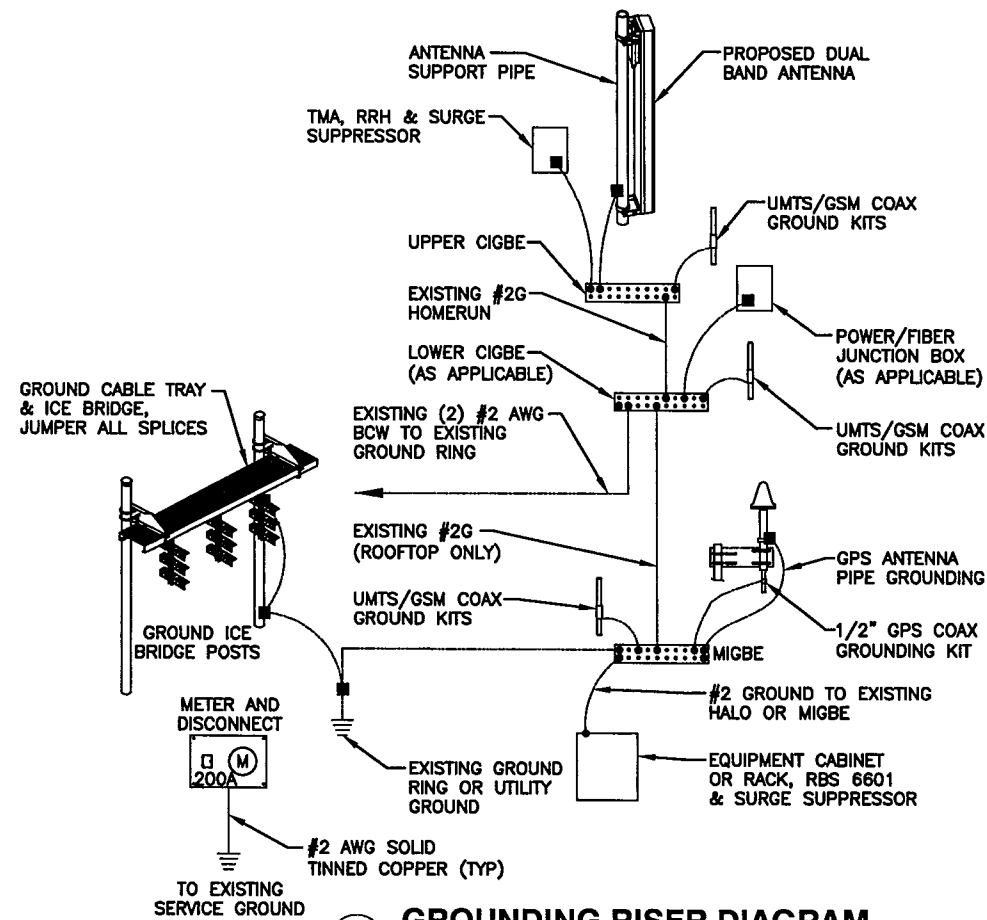 ANTENNA
SUPPORT PIPE
PROPOSED DUAL
BAND ANTENNA
TMA, RRH & SURGE
SUPPRESSOR
UMTS/GSM COAX
GROUND KITS
UPPER CIGBE
EXISTING #2G
HOMERUN
POWER/FIBER
JUNCTION BOX
(AS APPLICABLE)
LOWER CIGBE
(AS APPLICABLE)
GROUND CABLE TRAY
& ICE BRIDGE,
JUMPER ALL SPLICES
EXISTING (2) #2 AWG
BCW TO EXISTING
GROUND RING
UMTS/GSM COAX
GROUND KITS
EXISTING #2G
(ROOFTOP ONLY)
GPS ANTENNA
PIPE GROUNDING
UMTS/GSM COAX
GROUND KITS
1/2" GPS COAX
GROUNDING KIT
GROUND ICE
BRIDGE POSTS
MIGBE
#2 GROUND TO EXISTING
HALO OR MIGBE
METER AND
DISCONNECT
M
200A
EXISTING GROUND
RING OR UTILITY
GROUND
EQUIPMENT CABINET
OR RACK, RBS 6601
& SURGE SUPPRESSOR
#2 AWG SOLID
TINNED COPPER (TYP)
TO EXISTING
SERVICE GROUND
GROUNDING RISER DIAGRAM